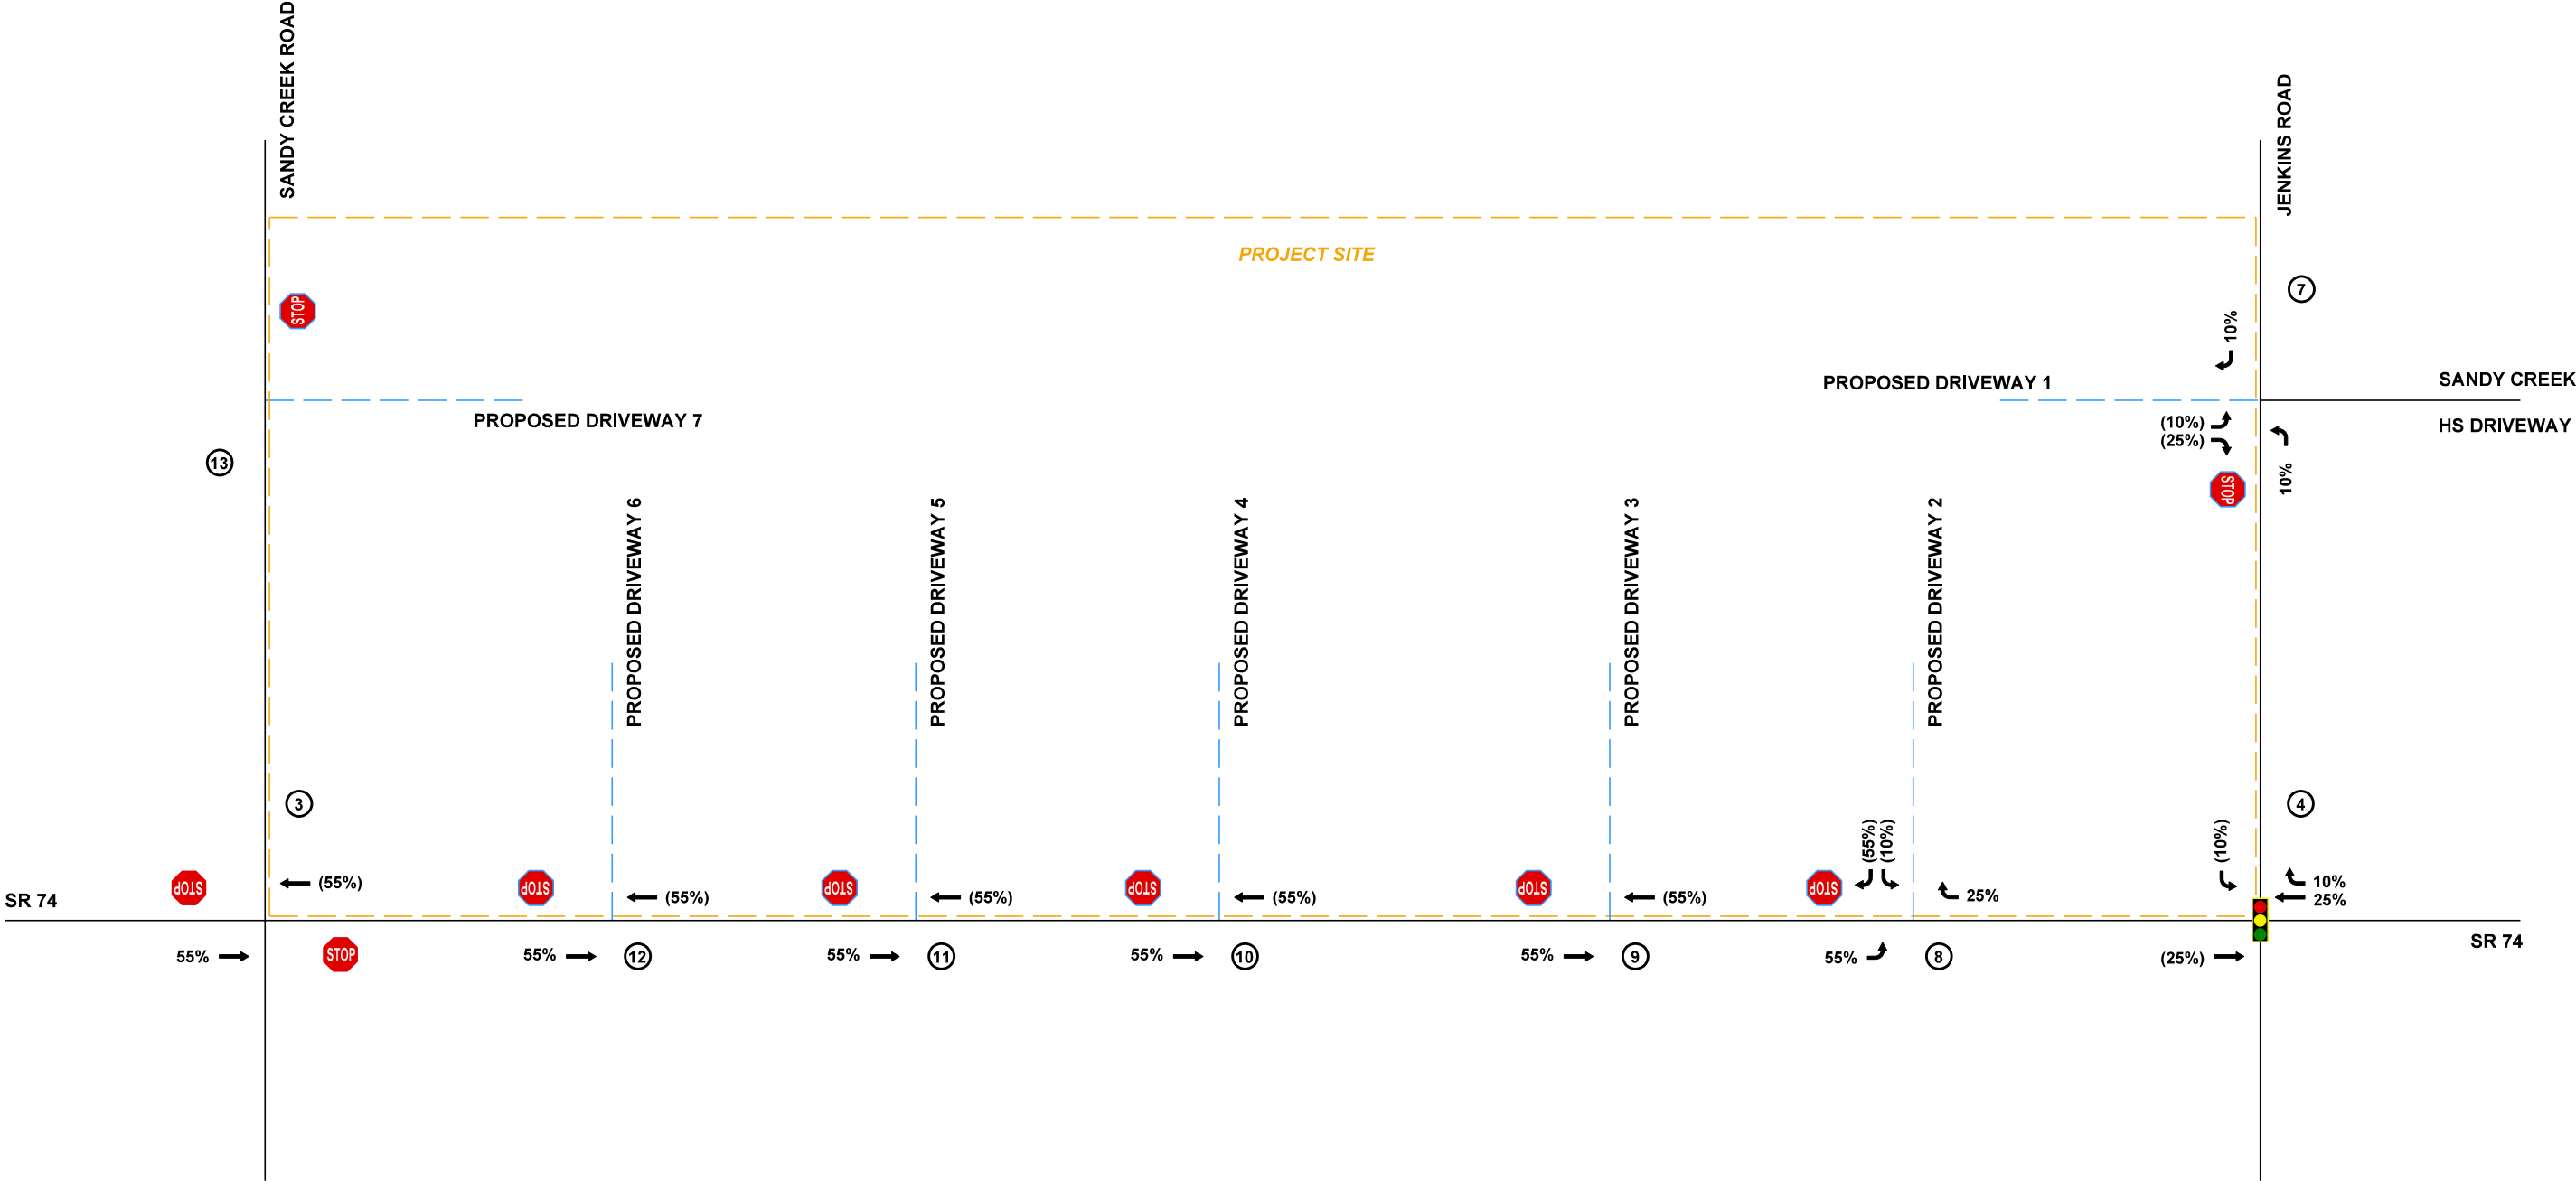 SANDY CREEK ROAD
JENKINS ROAD
PROJECT SITE
7
STOP
10%
PROPOSED DRIVEWAY 1
SANDY CREEK
PROPOSED DRIVEWAY 7
(10%)
(25%)
HS DRIVEWAY
13
10%
STOP
PROPOSED DRIVEWAY 6
PROPOSED DRIVEWAY 5
PROPOSED DRIVEWAY 4
PROPOSED DRIVEWAY 3
PROPOSED DRIVEWAY 2
3
4
(55%)
(10%)
(10%)
SR 74
STOP
(55%)
STOP
(55%)
STOP
(55%)
STOP
(55%)
STOP
(55%)
STOP
25%
10%
25%
55%
STOP
55%
12
55%
11
55%
10
55%
9
55%
8
(25%)
SR 74